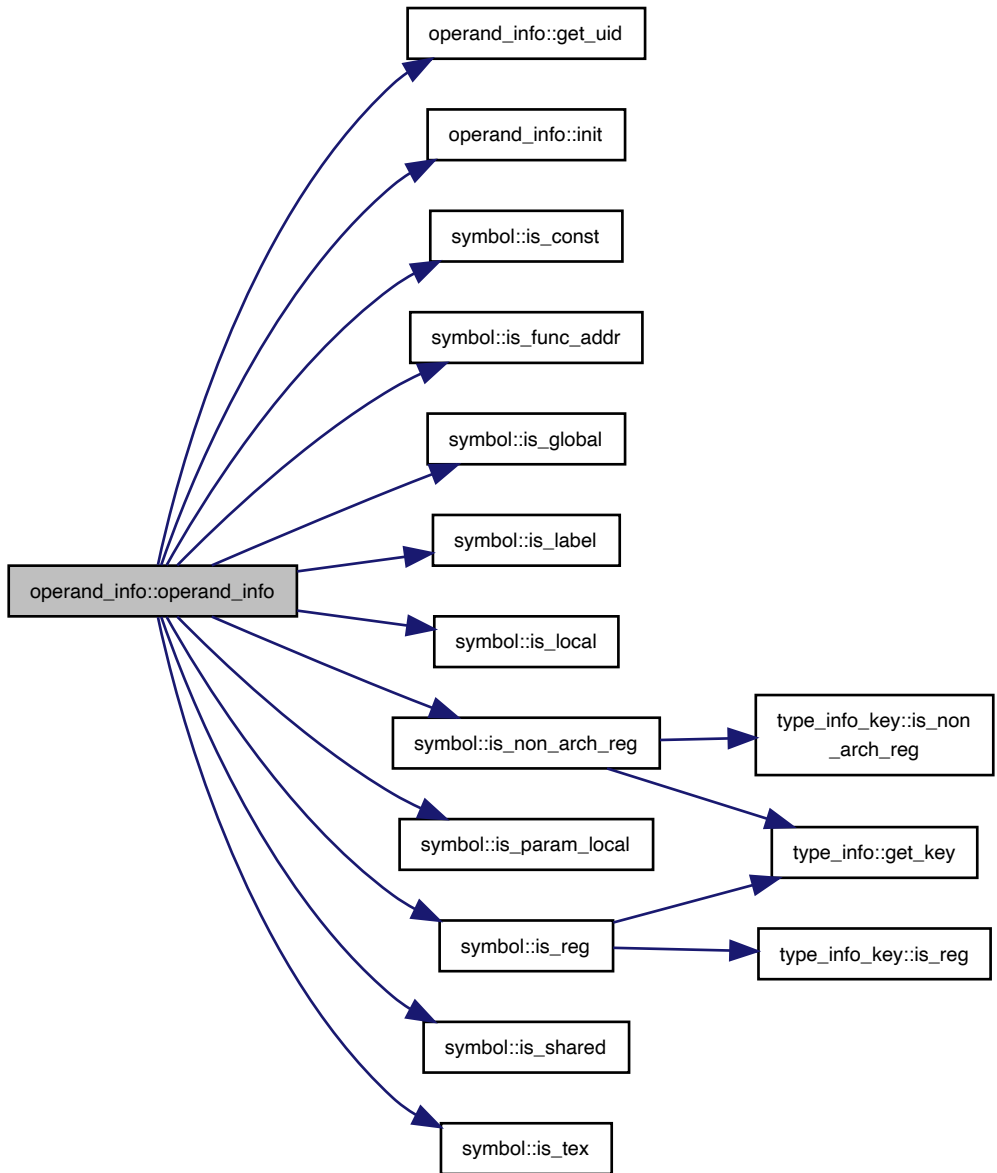 operand_info::get_uid
operand_info::init
symbol::is_const
symbol::is_func_addr
symbol::is_global
symbol::is_label
operand_info::operand_info
symbol::is_local
symbol::is_non_arch_reg
type_info_key::is_non
_arch_reg
symbol::is_param_local
type_info::get_key
symbol::is_reg
type_info_key::is_reg
symbol::is_shared
symbol::is_tex